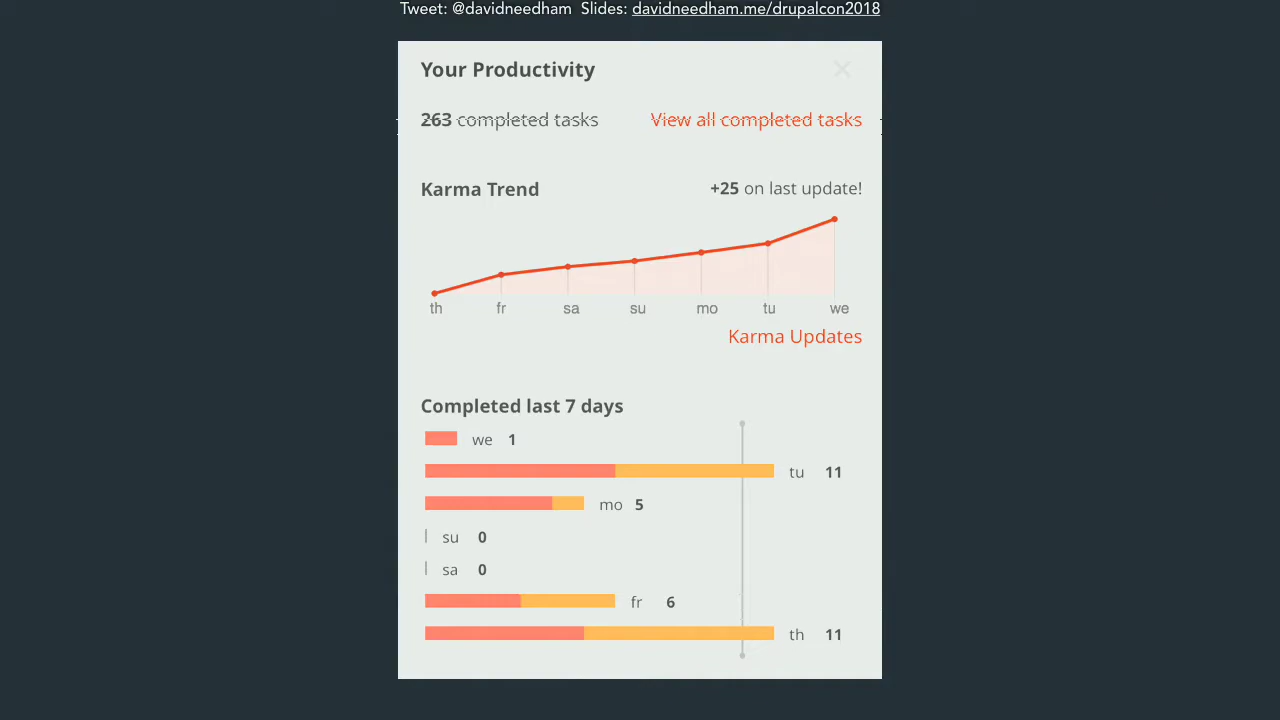 Tweet: @davidneedham  Slides: davidneedham.me/drupalcon2018
Your Productivity
263 completed tasks View all completed tasks
Karma Trend +25 on last update!
th fr sa su mo tu we
Karma Updates
Completed last 7 days
we 1
tu 11
mo 5
su 0
sa 0
fr 6
th 11